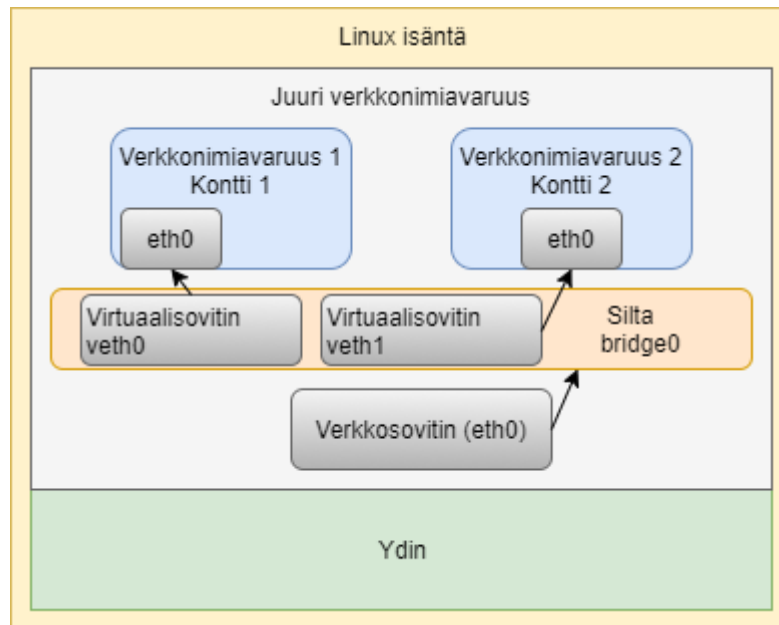 Linux isäntä
Juuri verkkonimiavaruus
Verkkonimiavaruus 1
Kontti 1
eth0
Verkkonimiavaruus 2
Kontti 2
eth0
Virtuaalisovitin
veth0
Virtuaalisovitin
veth1
Silta
bridge0
Verkkosovitin (eth0)
Ydin